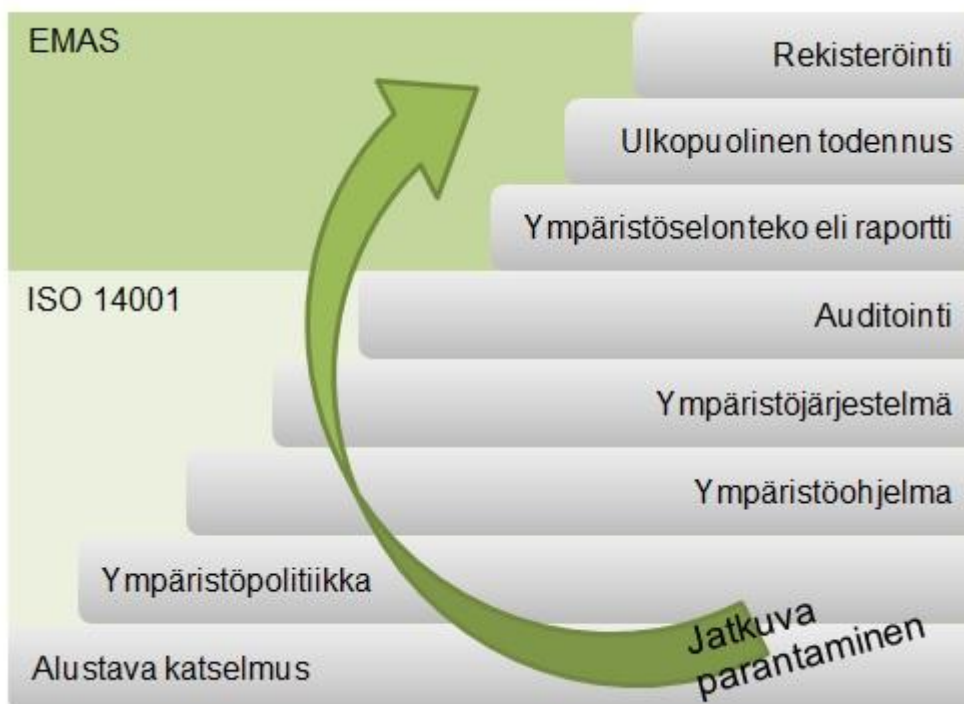 EMAS
Rekisteröinti
Ulkopuolinen todennus
Ympäristöselonteko eli raportti
ISO 14001
Auditointi
Ympäristöjärjestelmä
Ympäristöohjelma
Ympäristöpolitiikka
Alustava katselmus
Jatkuva
parantaminen